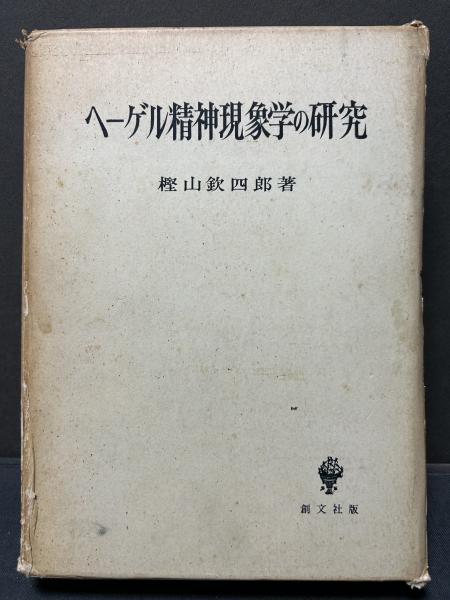 ヘーゲル精神現象学の研究
樫山欽四郎著
創文社版